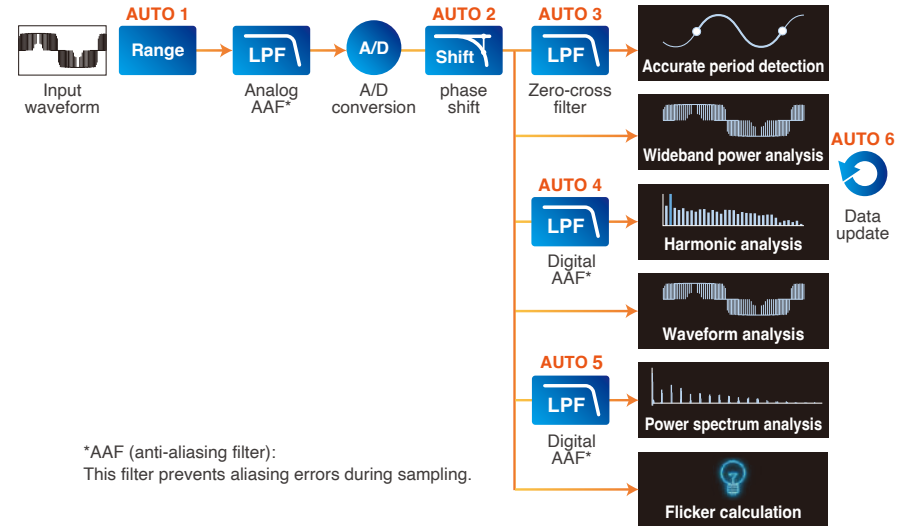 AUTO 1
AUTO 2
AUTO 3
Range
LPF
A/D
Shift
LPF
Accurate period detection
Input
waveform
Analog
AAF*
A/D
conversion
phase
shift
Zero-cross
filter
Wideband power analysis
AUTO 6
Data
update
AUTO 4
LPF
Digital
AAF*
Harmonic analysis
Waveform analysis
AUTO 5
LPF
Digital
AAF*
Power spectrum analysis
*AAF (anti-aliasing filter):
This filter prevents aliasing errors during sampling.
Flicker calculation